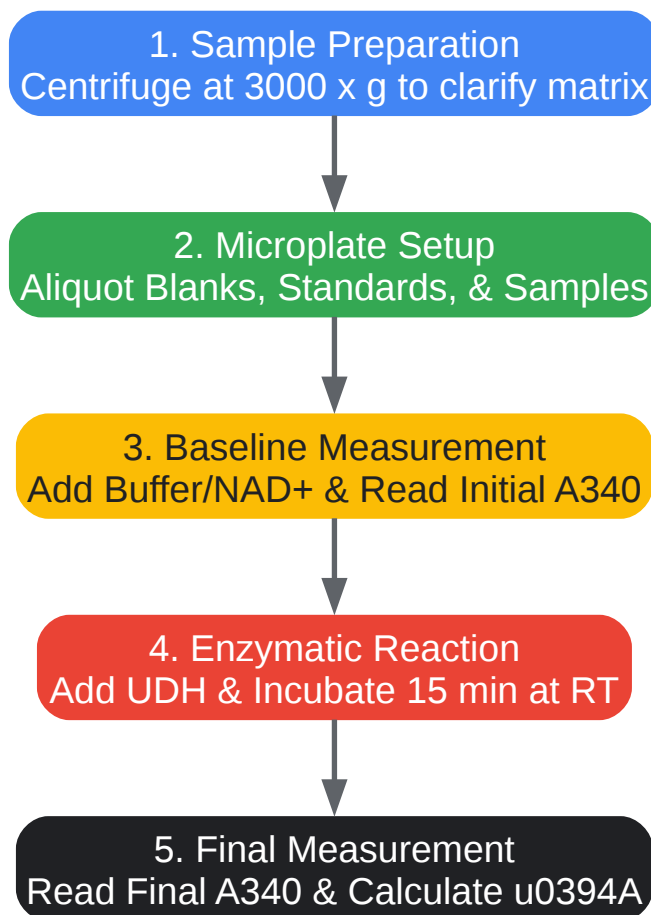 1. Sample Preparation
Centrifuge at 3000 x g to clarify matrix
2. Microplate Setup
Aliquot Blanks, Standards, & Samples
3. Baseline Measurement
Add Buffer/NAD+ & Read Initial A340
4. Enzymatic Reaction
Add UDH & Incubate 15 min at RT
5. Final Measurement
Read Final A340 & Calculate u0394A